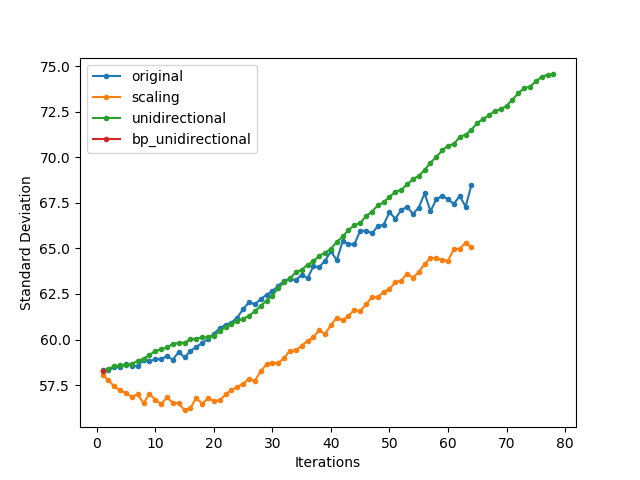 75.0
72.5
70.0
67.5
65.0
62.5
60.0
57.5
Standard Deviation
original
scaling
unidirectional
bp_unidirectional
0 10 20 30 40 50 60 70 80
Iterations